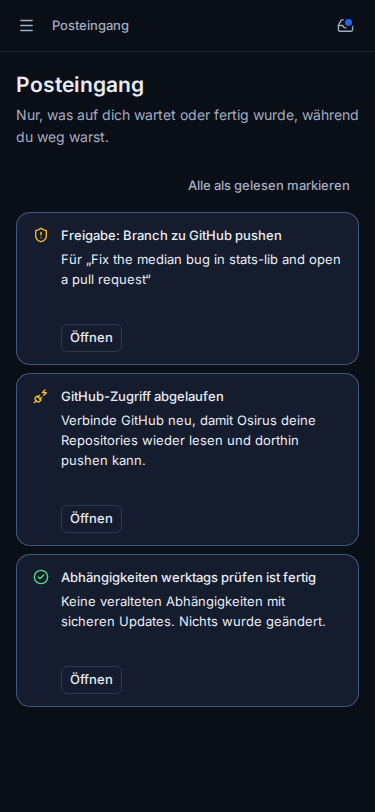 Posteingang
Posteingang
Nur, was auf dich wartet oder fertig wurde, während
du weg warst.
Alle als gelesen markieren
Freigabe: Branch zu GitHub pushen
Für „Fix the median bug in stats-lib and open
a pull request“
Öffnen
GitHub-Zugriff abgelaufen
Verbinde GitHub neu, damit Osirus deine
Repositories wieder lesen und dorthin
pushen kann.
Öffnen
Abhängigkeiten werktags prüfen ist fertig
Keine veralteten Abhängigkeiten mit
sicheren Updates. Nichts wurde geändert.
Öffnen